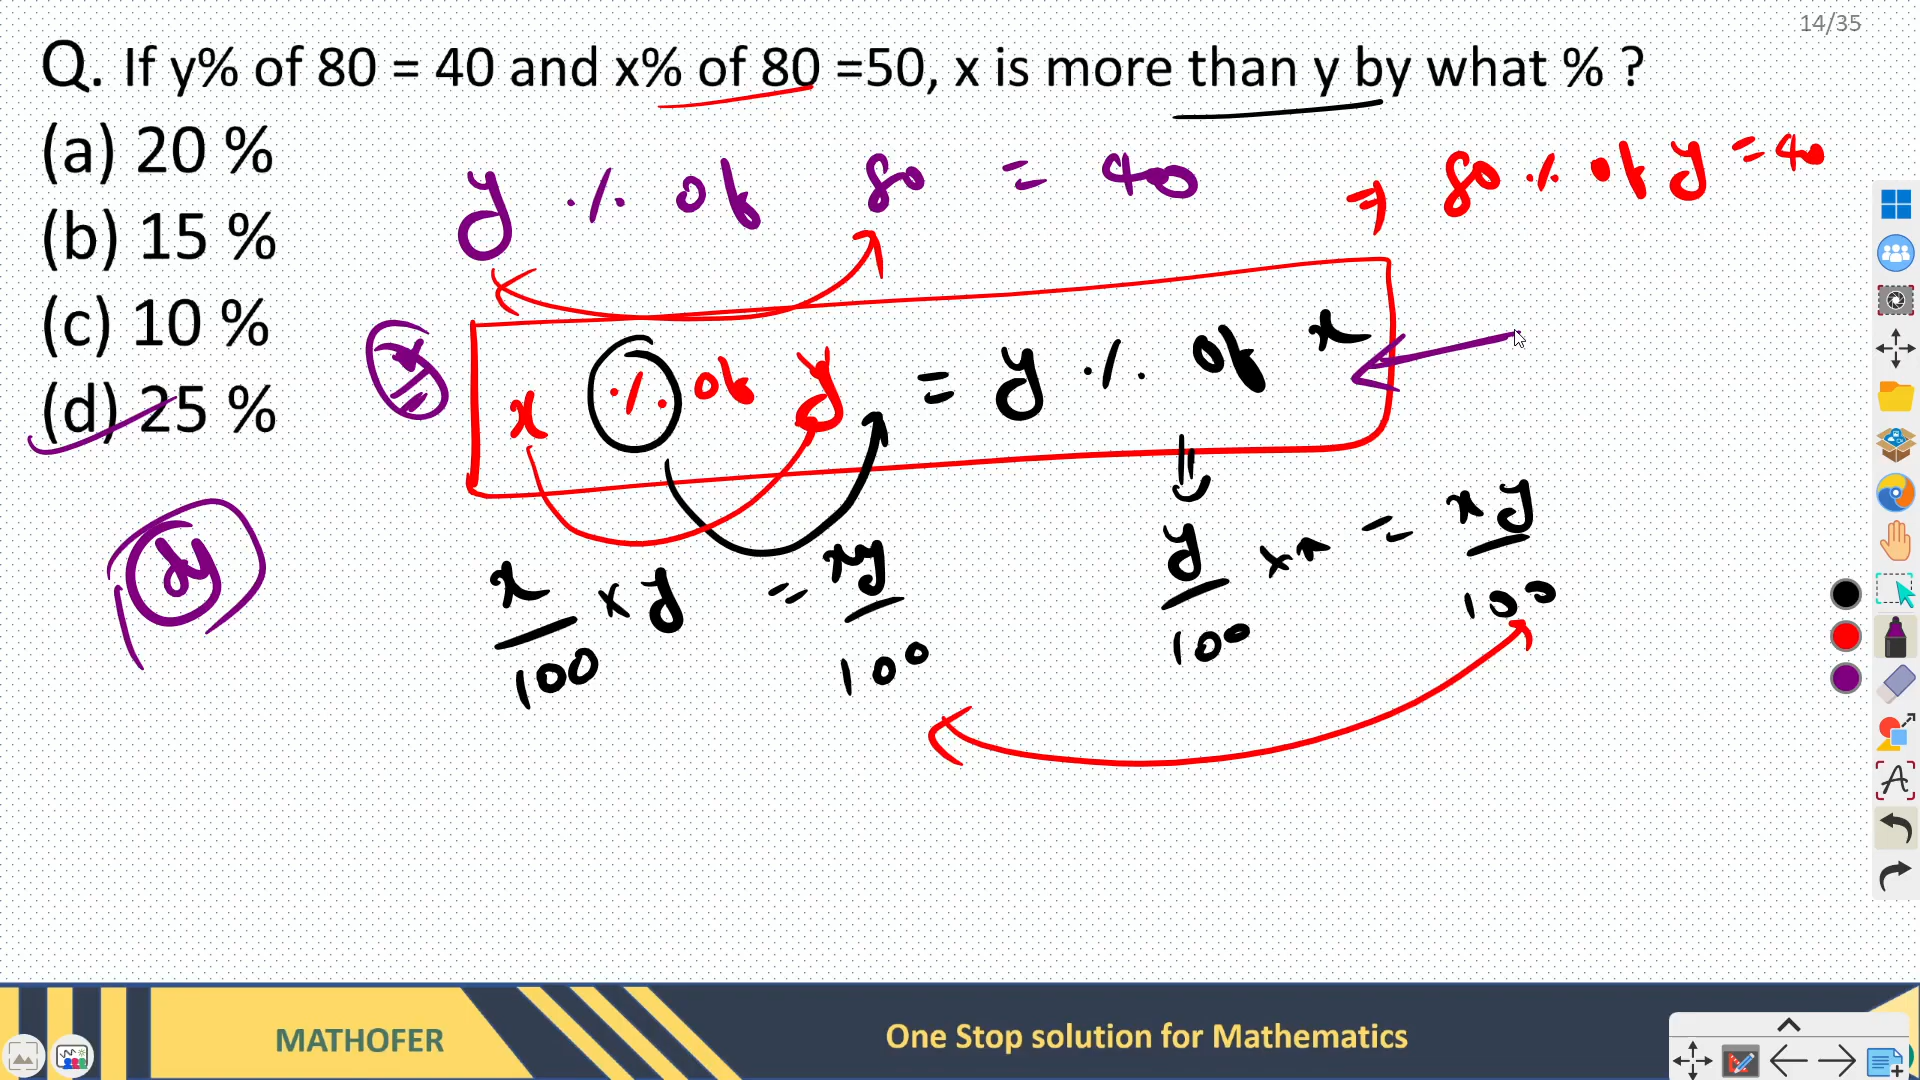 14/35
Q. If y% of 80 = 40 and x% of 80 =50, x is more than y by what % ?
(a) 20 %
(b) 15 %
(c) 10 %
(d) 25 %
y % of 80 = 40 ⇒ 80 % of y = 40
x % of y = y % of x
x/100 × y = xy/100
y/100 × x = xy/100
MATHOFER
One Stop solution for Mathematics